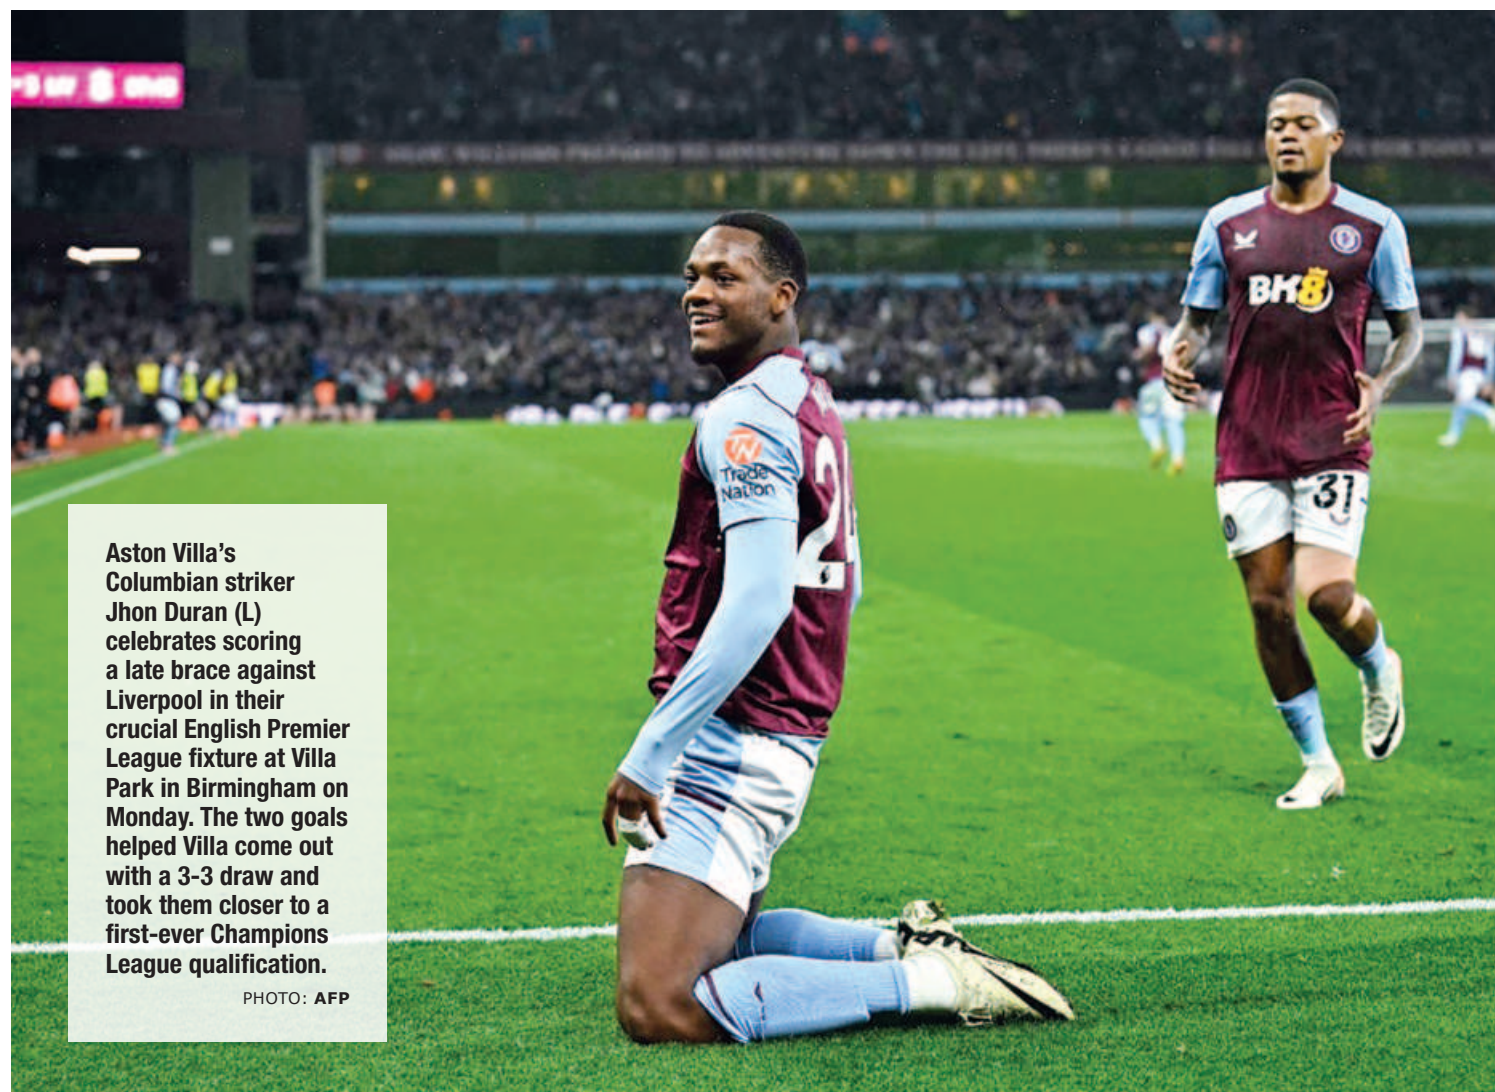 BK8
31
Trade
Nation
24
Aston Villa’s
Columbian striker
Jhon Duran (L)
celebrates scoring
a late brace against
Liverpool in their
crucial English Premier
League fixture at Villa
Park in Birmingham on
Monday. The two goals
helped Villa come out
with a 3-3 draw and
took them closer to a
first-ever Champions
League qualification.
PHOTO: AFP